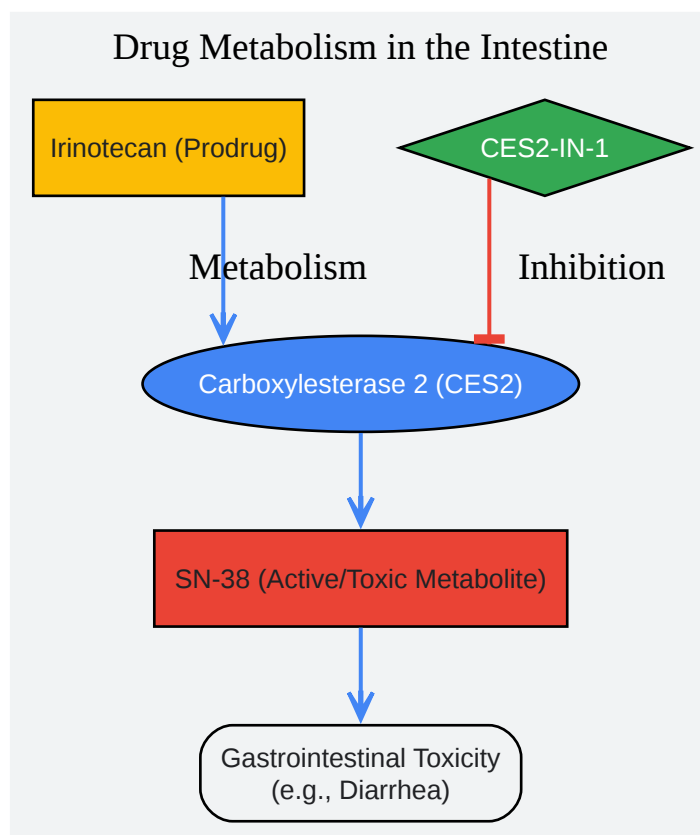 Drug Metabolism in the Intestine
Irinotecan (Prodrug)
CES2-IN-1
Metabolism
Inhibition
Carboxylesterase 2 (CES2)
SN-38 (Active/Toxic Metabolite)
Gastrointestinal Toxicity
(e.g., Diarrhea)